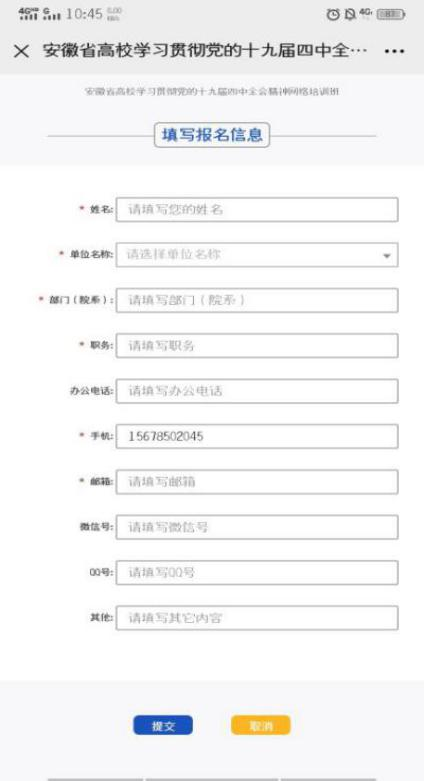 4G HD G 10:45 0.00 KB/s 4G+ 83
安徽省高校学习贯彻党的十九届四中全…
安徽省高校学习贯彻党的十九届四中全会精神网络培训班
填写报名信息
* 姓名: 请填写您的姓名
* 单位名称: 请选择单位名称
* 部门（院系）: 请填写部门（院系）
* 职务: 请填写职务
办公电话: 请填写办公电话
* 手机: 15678502045
* 邮箱: 请填写邮箱
微信号: 请填写微信号
QQ号: 请填写QQ号
其他: 请填写其它内容
提交 取消